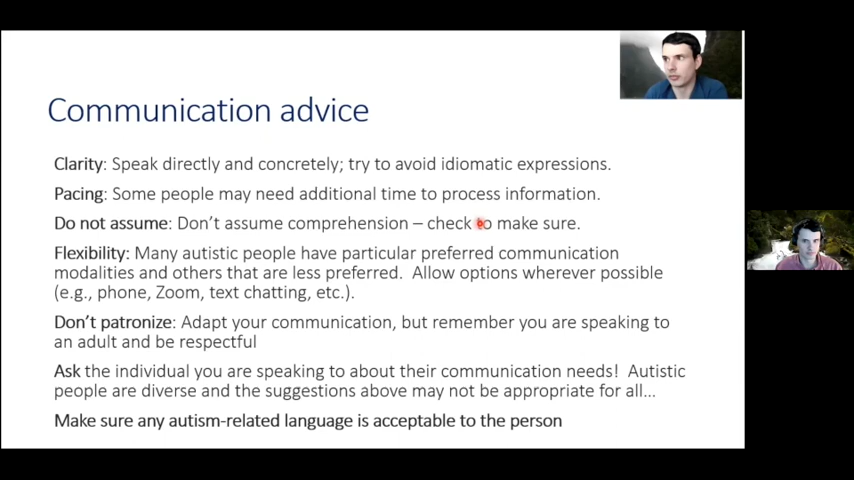 Communication advice
Clarity: Speak directly and concretely; try to avoid idiomatic expressions.
Pacing: Some people may need additional time to process information.
Do not assume: Don't assume comprehension – check to make sure.
Flexibility: Many autistic people have particular preferred communication
modalities and others that are less preferred.  Allow options wherever possible
(e.g., phone, Zoom, text chatting, etc.).
Don't patronize: Adapt your communication, but remember you are speaking to
an adult and be respectful
Ask the individual you are speaking to about their communication needs!  Autistic
people are diverse and the suggestions above may not be appropriate for all...
Make sure any autism-related language is acceptable to the person